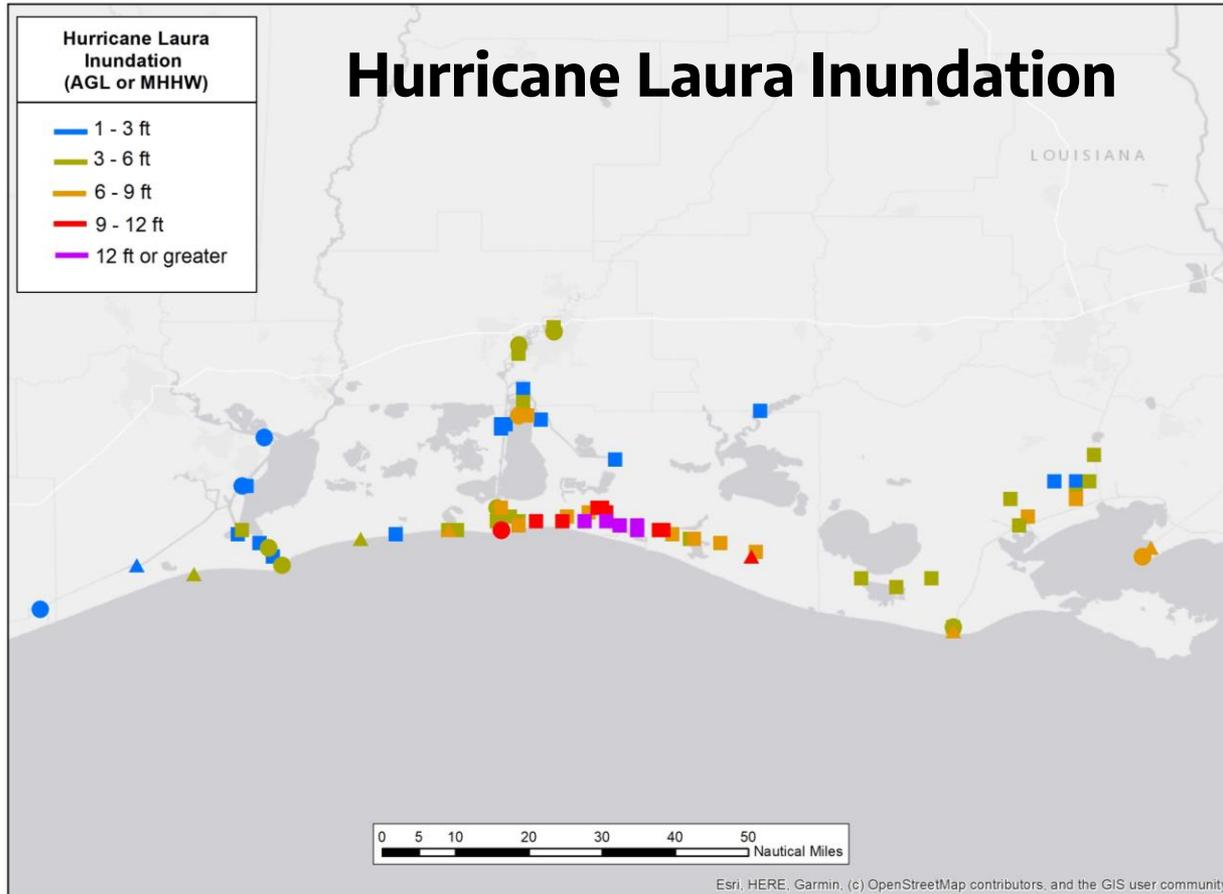 Hurricane Laura
Inundation
(AGL or MHHW)
1 - 3 ft
3 - 6 ft
6 - 9 ft
9 - 12 ft
12 ft or greater
Hurricane Laura Inundation
LOUISIANA
0 5 10 20 30 40 50
Nautical Miles
Esri, HERE, Garmin, (c) OpenStreetMap contributors, and the GIS user community